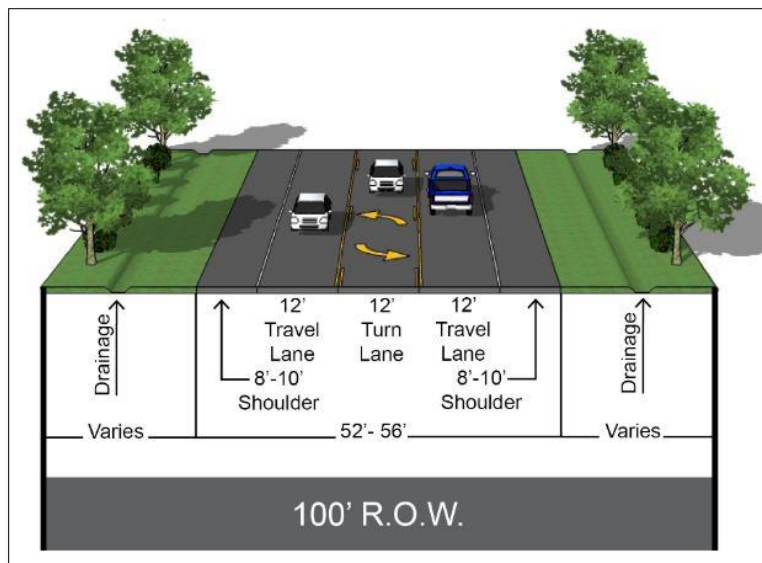 Drainage
12'
Travel
Lane
12'
Turn
Lane
12'
Travel
Lane
Drainage
8'-10'
Shoulder
8'-10'
Shoulder
Varies
52'- 56'
Varies
100' R.O.W.